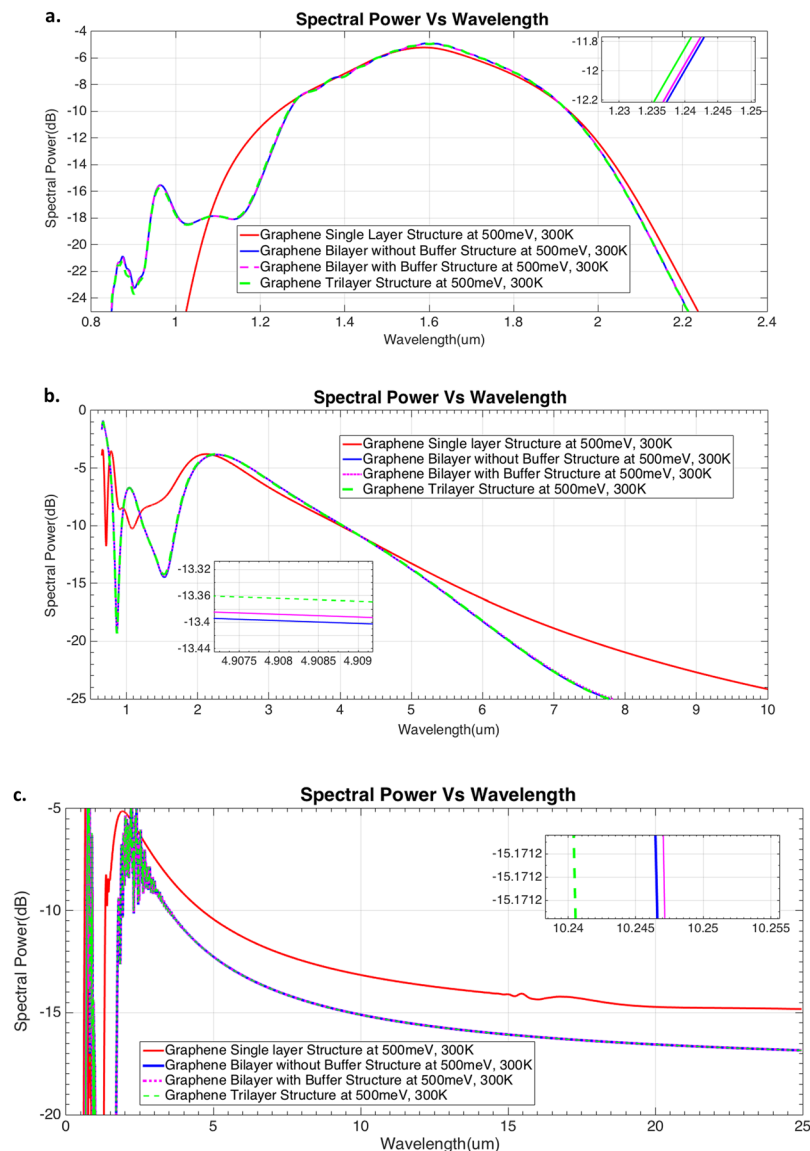 a.
Spectral Power Vs Wavelength
Spectral Power(dB)
-4
-6
-8
-10
-12
-14
-16
-18
-20
-22
-24
-11.8
-12
-12.2
1.23 1.235 1.24 1.245 1.25
Graphene Single Layer Structure at 500meV, 300K
Graphene Bilayer without Buffer Structure at 500meV, 300K
Graphene Bilayer with Buffer Structure at 500meV, 300K
Graphene Trilayer Structure at 500meV, 300K
0.8 1 1.2 1.4 1.6 1.8 2 2.2 2.4
Wavelength(um)
b.
Spectral Power Vs Wavelength
Spectral Power(dB)
0
-5
-10
-15
-20
-25
Graphene Single layer Structure at 500meV, 300K
Graphene Bilayer without Buffer Structure at 500meV, 300K
Graphene Bilayer with Buffer Structure at 500meV, 300K
Graphene Trilayer Structure at 500meV, 300K
-13.32
-13.36
-13.4
-13.44
4.9075 4.908 4.9085 4.909
1 2 3 4 5 6 7 8 9 10
Wavelength(um)
c.
Spectral Power Vs Wavelength
Spectral Power(dB)
-5
-10
-15
-20
-15.1712
-15.1712
-15.1712
10.24 10.245 10.25 10.255
Graphene Single layer Structure at 500meV, 300K
Graphene Bilayer without Buffer Structure at 500meV, 300K
Graphene Bilayer with Buffer Structure at 500meV, 300K
Graphene Trilayer Structure at 500meV, 300K
0 5 10 15 20 25
Wavelength(um)